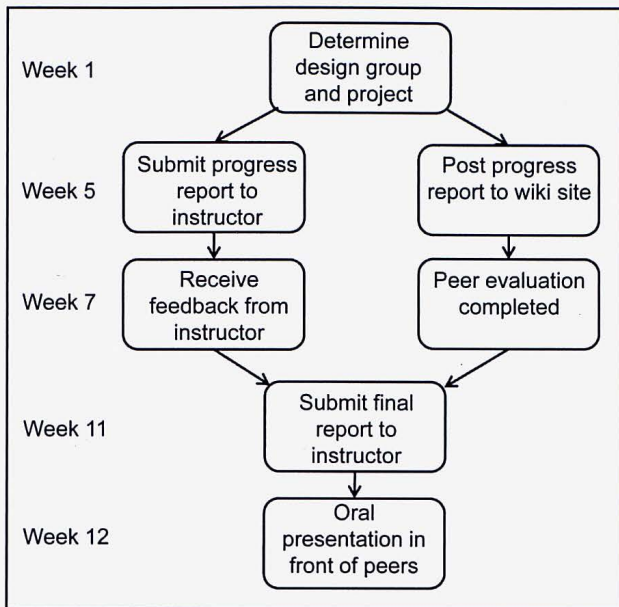 Week 1
Determine
design group
and project
Week 5
Submit progress
report to
instructor
Post progress
report to wiki site
Week 7
Receive
feedback from
instructor
Peer evaluation
completed
Week 11
Submit final
report to
instructor
Week 12
Oral
presentation in
front of peers